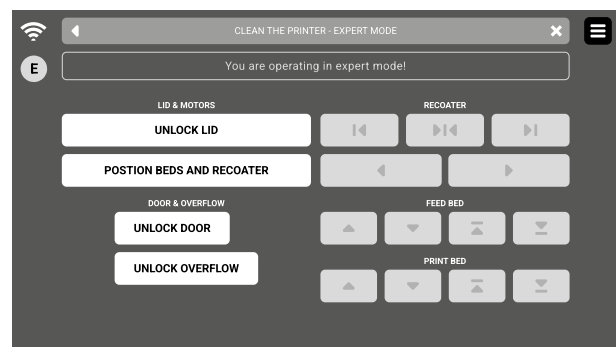 CLEAN THE PRINTER - EXPERT MODE
E
You are operating in expert mode!
LID & MOTORS
UNLOCK LID
POSTION BEDS AND RECOATER
DOOR & OVERFLOW
UNLOCK DOOR
UNLOCK OVERFLOW
RECOATER
FEED BED
PRINT BED